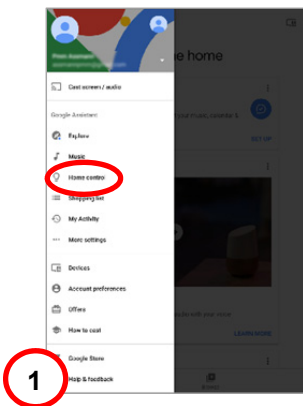 e home
Cast screen / audio
Google Assistant
Explore
SET UP
Music
Home control
Shopping list
My Activity
More settings
Devices
Account preferences
Offers
How to cast
LEARN MORE
Google Store
1
Help & feedback